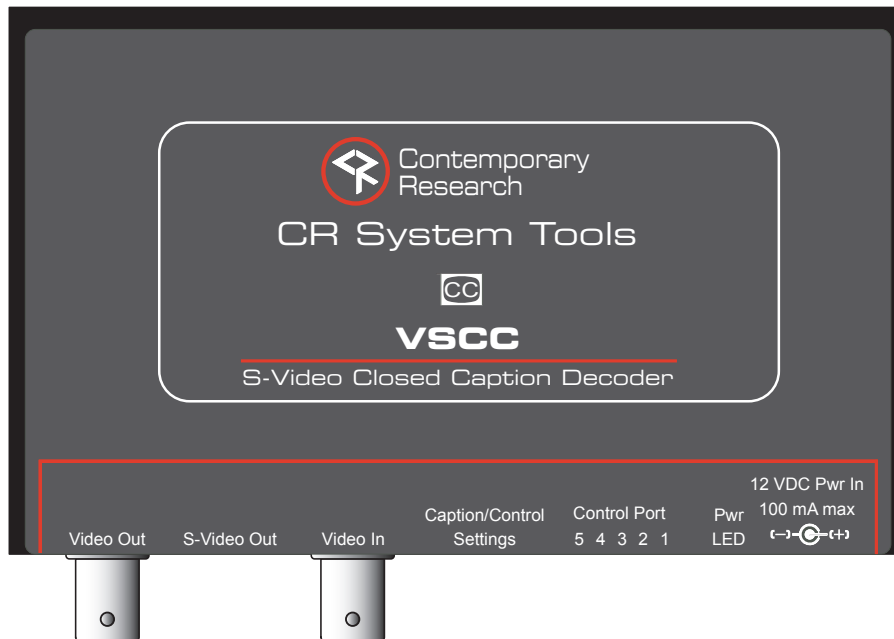 Contemporary
Research
CR System Tools
CC
VSCC
S-Video Closed Caption Decoder
12 VDC Pwr In
100 mA max
(-) (+)
Video Out
S-Video Out
Video In
Caption/Control
Settings
Control Port
5 4 3 2 1
Pwr
LED